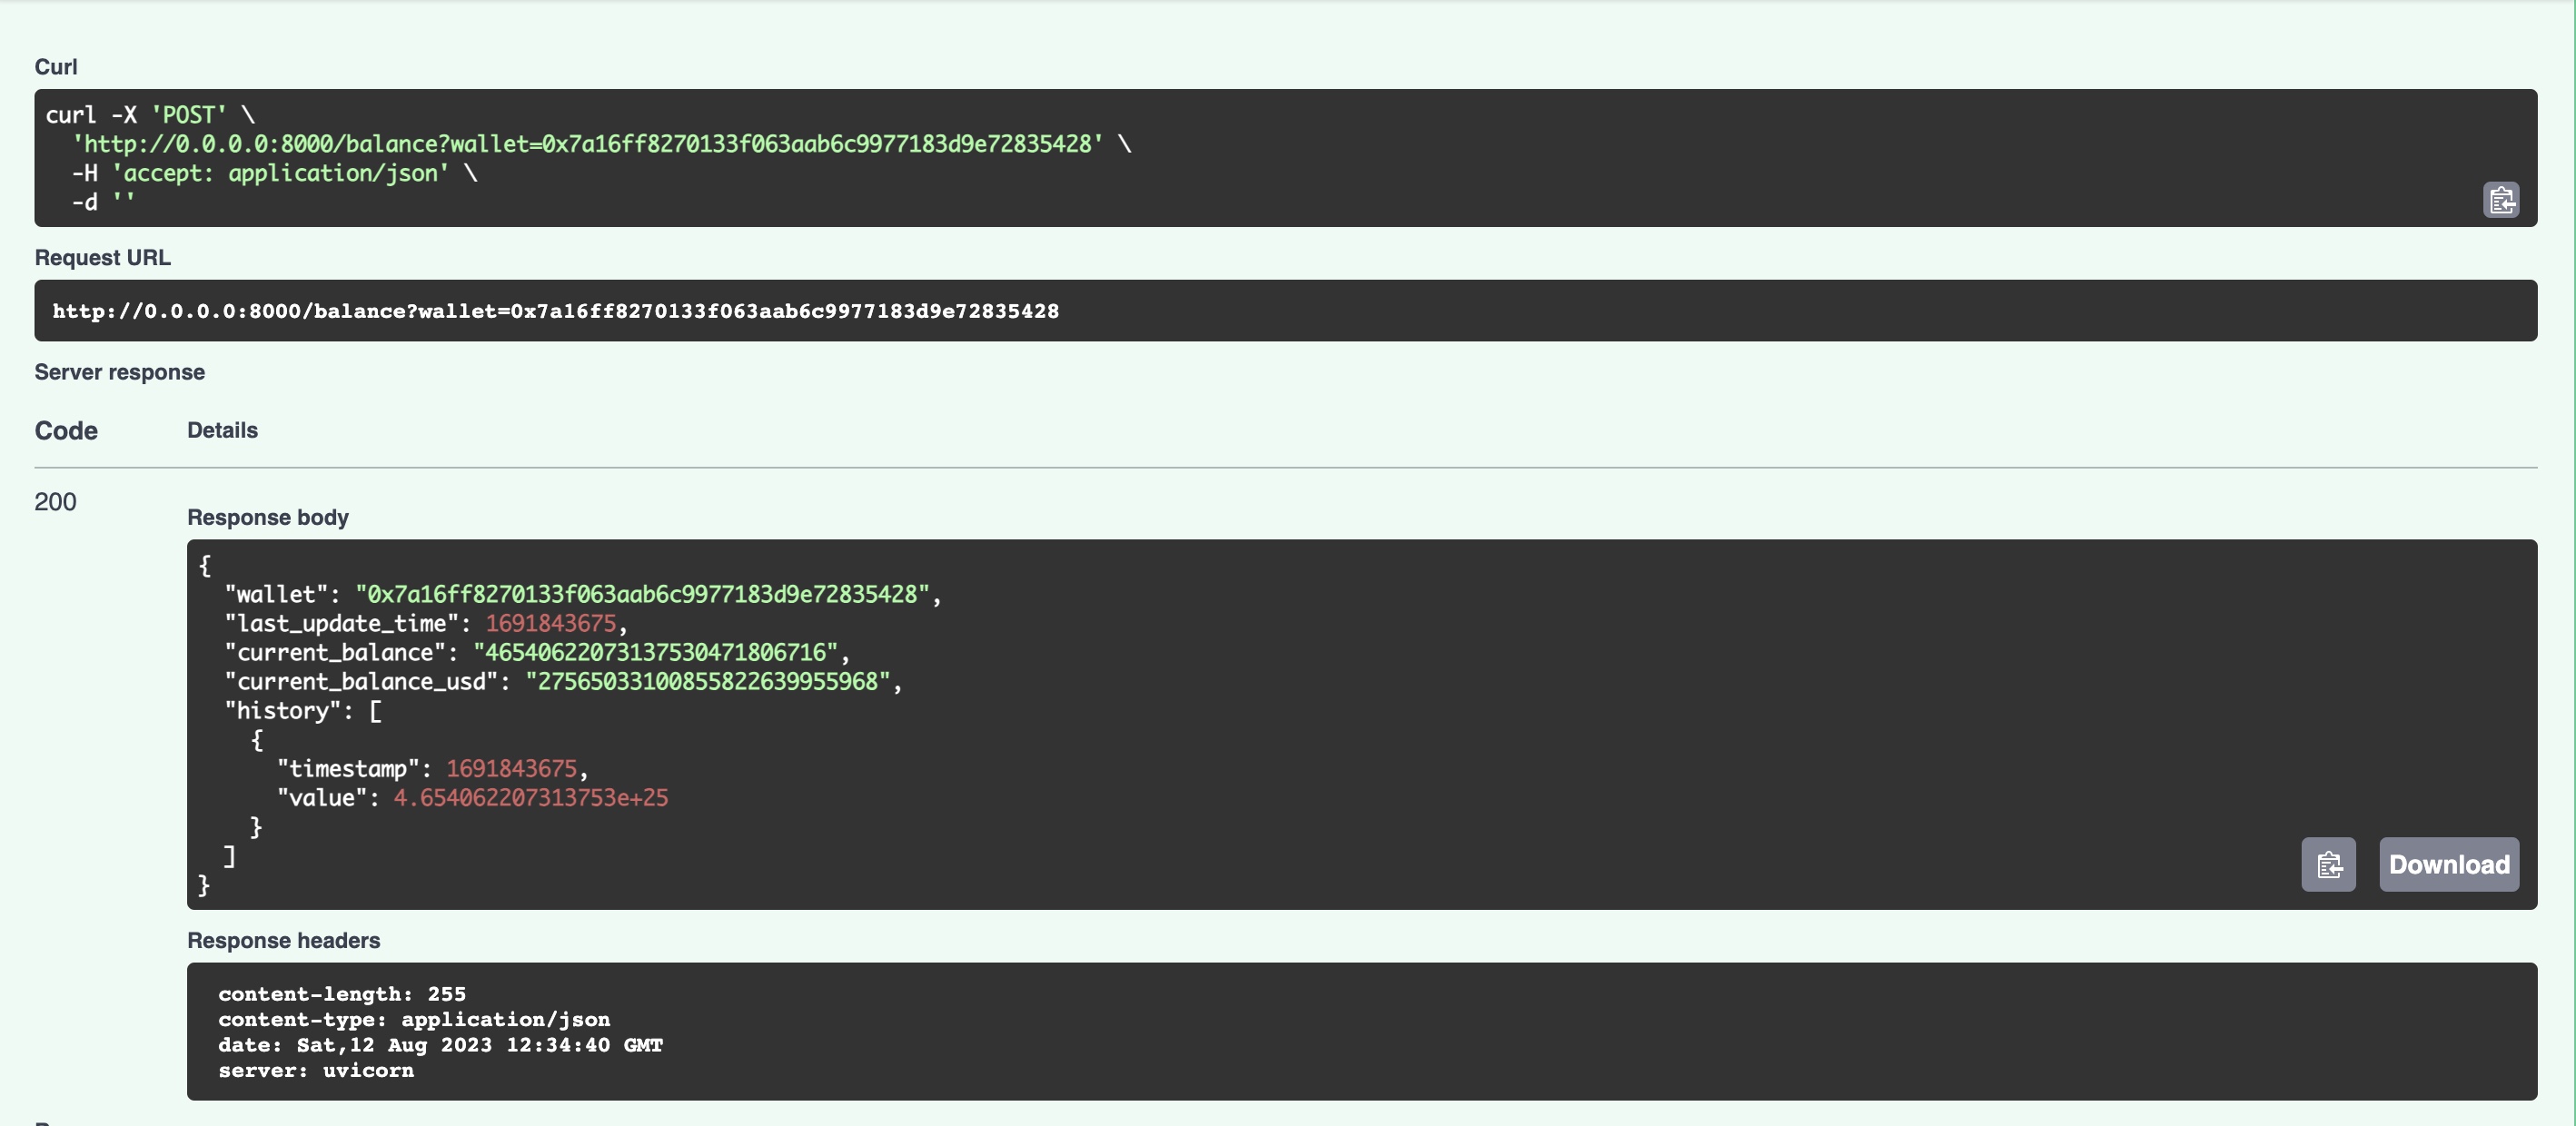 Curl
curl -X 'POST' \
  'http://0.0.0.0:8000/balance?wallet=0x7a16ff8270133f063aab6c9977183d9e72835428' \
  -H 'accept: application/json' \
  -d ''
Request URL
http://0.0.0.0:8000/balance?wallet=0x7a16ff8270133f063aab6c9977183d9e72835428
Server response
Code Details
200
Response body
{
  "wallet": "0x7a16ff8270133f063aab6c9977183d9e72835428",
  "last_update_time": 1691843675,
  "current_balance": "46540622073137530471806716",
  "current_balance_usd": "275650331008558226399559​68",
  "history": [
    {
      "timestamp": 1691843675,
      "value": 4.654062207313753e+25
    }
  ]
}
Download
Response headers
content-length: 255
content-type: application/json
date: Sat,12 Aug 2023 12:34:40 GMT
server: uvicorn